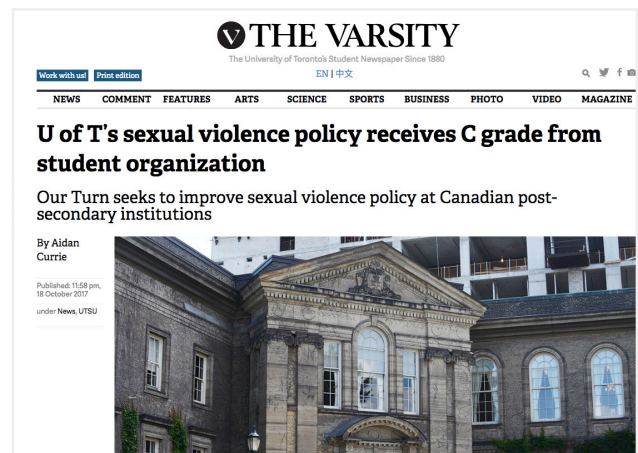 THE VARSITY
The University of Toronto's Student Newspaper Since 1880
Work with us! Print edition
EN | 中文
NEWS COMMENT FEATURES ARTS SCIENCE SPORTS BUSINESS PHOTO VIDEO MAGAZINE
U of T's sexual violence policy receives C grade from
student organization
Our Turn seeks to improve sexual violence policy at Canadian post-
secondary institutions
By Aidan
Currie
Published: 11:58 pm,
18 October 2017
under News, UTSU